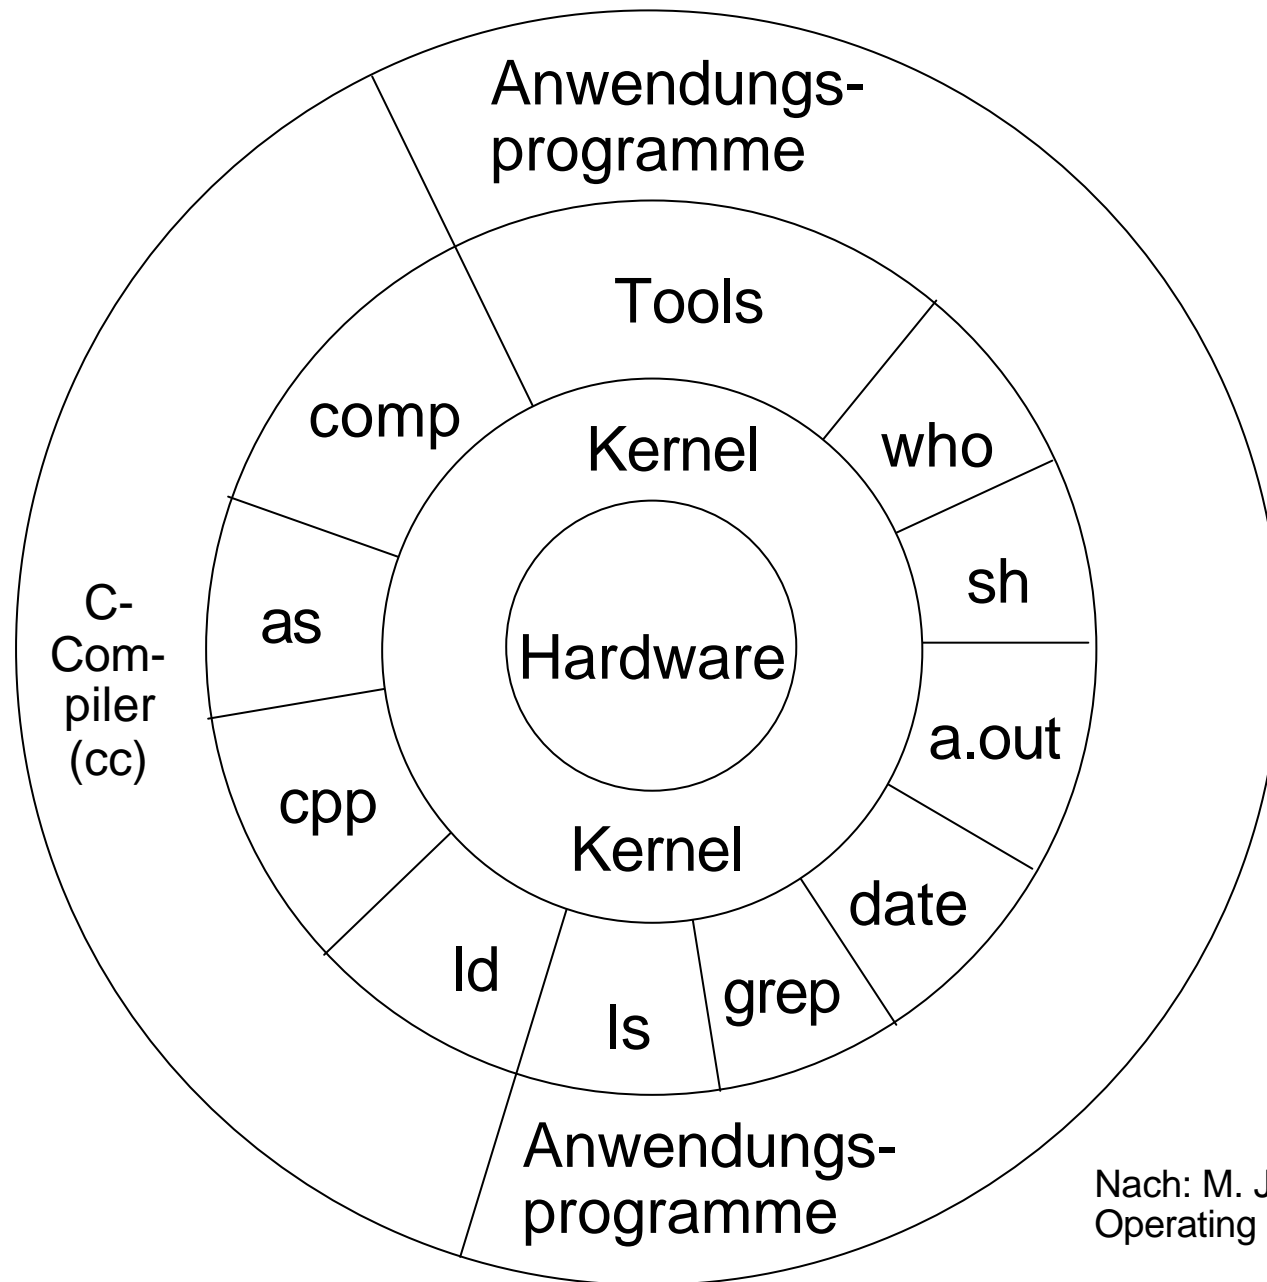 Anwendungs-
programme
Tools
comp
Kernel
who
sh
as
C-
Com-
piler
(cc)
Hardware
a.out
cpp
Kernel
date
ld
grep
ls
Anwendungs-
programme
Nach: M. J
Operating